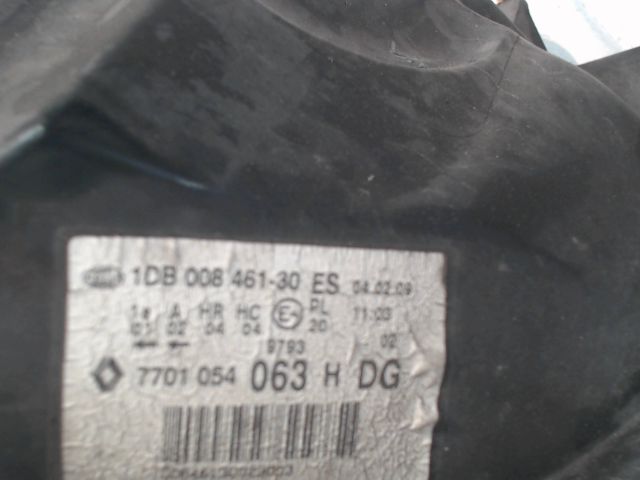 1DB 008 461-30 ES 04.02.09
1a A HR HC E PL 11:03
01 02 04 04 20
9793 02
7701 054 063 H DG